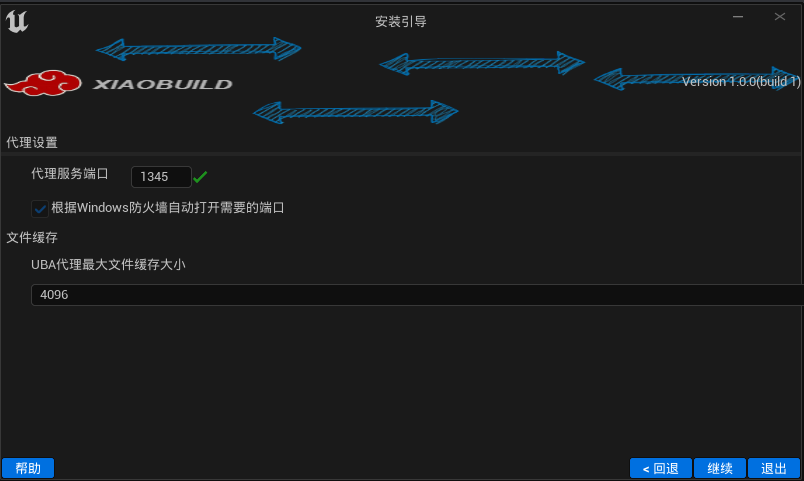 安装引导
XIAOBUILD
Version 1.0.0(build 1)
代理设置
代理服务端口 1345
根据Windows防火墙自动打开需要的端口
文件缓存
UBA代理最大文件缓存大小
4096
帮助 < 回退 继续 退出